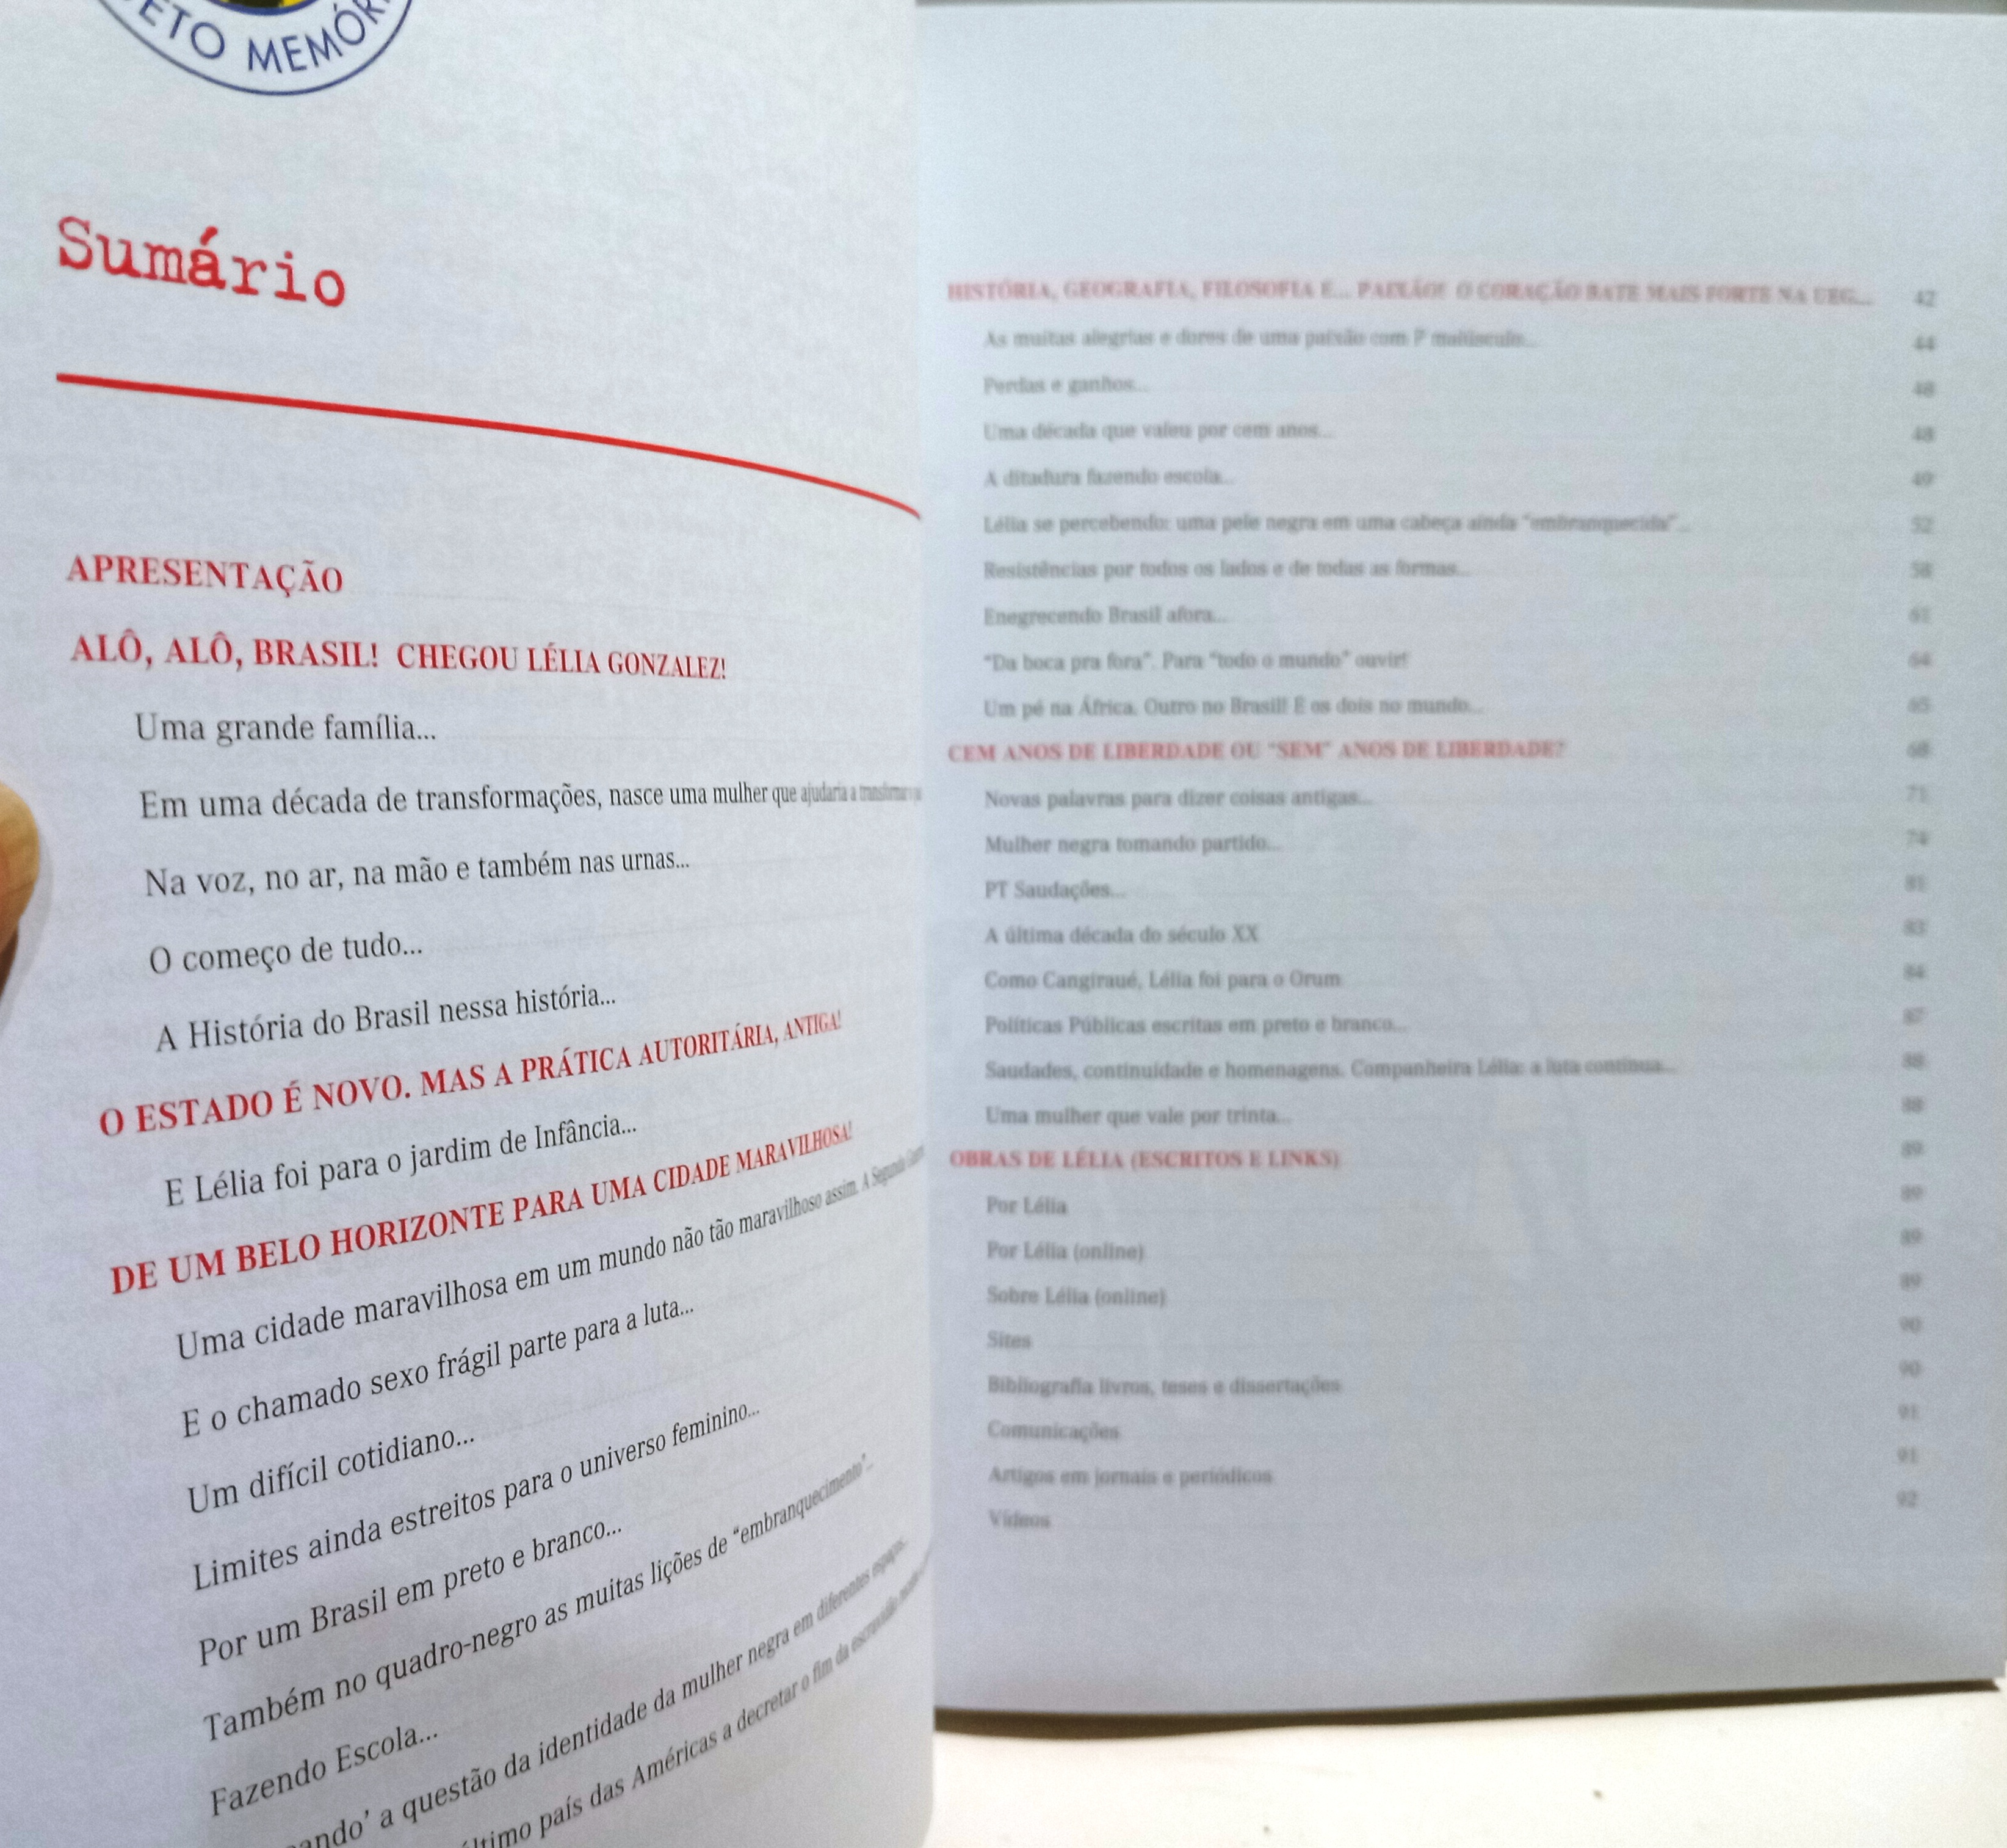 ETO MEMÓR
Sumário
APRESENTAÇÃO
ALÔ, ALÔ, BRASIL! CHEGOU LÉLIA GONZALEZ!
Uma grande família...
Em uma década de transformações, nasce uma mulher que ajudaria a
Na voz, no ar, na mão e também nas urnas...
O começo de tudo...
A História do Brasil nessa história...
O ESTADO É NOVO. MAS A PRÁTICA AUTORITÁRIA, ANTIGA!
E Lélia foi para o jardim de Infância...
DE UM BELO HORIZONTE PARA UMA CIDADE MARAVILHOSA!
Uma cidade maravilhosa em um mundo não tão maravilhoso assim. A Segunda
E o chamado sexo frágil parte para a luta...
Um difícil cotidiano...
Limites ainda estreitos para o universo feminino...
Por um Brasil em preto e branco...
Também no quadro-negro as muitas lições de “embranquecimento”...
Fazendo Escola...
ando’ a questão da identidade da mulher negra em diferentes espaços...
ltimo país das Américas a decretar o fim da escravidão
HISTÓRIA, GEOGRAFIA, FILOSOFIA E... PAIXÃO! O CORAÇÃO BATE MAIS FORTE NA UEG... 42
As muitas alegrias e dores de uma paixão com P maiúsculo... 44
Perdas e ganhos... 48
Uma década que valeu por cem anos... 48
A ditadura fazendo escola... 49
Lélia se percebendo: uma pele negra em uma cabeça ainda “embranquecida”... 52
Resistências por todos os lados e de todas as formas... 58
Enegrecendo Brasil afora... 61
“Da boca pra fora”. Para “todo o mundo” ouvir! 64
Um pé na África. Outro no Brasil! E os dois no mundo... 65
CEM ANOS DE LIBERDADE OU “SEM” ANOS DE LIBERDADE? 68
Novas palavras para dizer coisas antigas... 71
Mulher negra tomando partido... 74
PT Saudações... 81
A última década do século XX 83
Como Cangiraué, Lélia foi para o Orum 84
Políticas Públicas escritas em preto e branco... 87
Saudades, continuidade e homenagens. Companheira Lélia: a luta continua... 88
Uma mulher que vale por trinta... 88
OBRAS DE LÉLIA (ESCRITOS E LINKS) 89
Por Lélia 89
Por Lélia (online) 89
Sobre Lélia (online) 89
Sites 90
Bibliografia livros, teses e dissertações 90
Comunicações 91
Artigos em jornais e periódicos 91
Vídeos 92